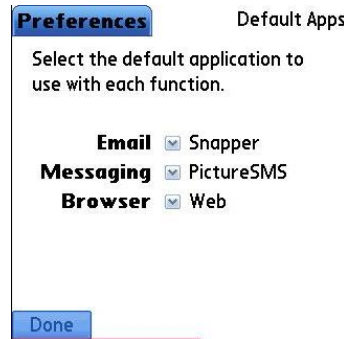 Preferences Default Apps
Select the default application to
use with each function.
Email Snapper
Messaging PictureSMS
Browser Web
Done